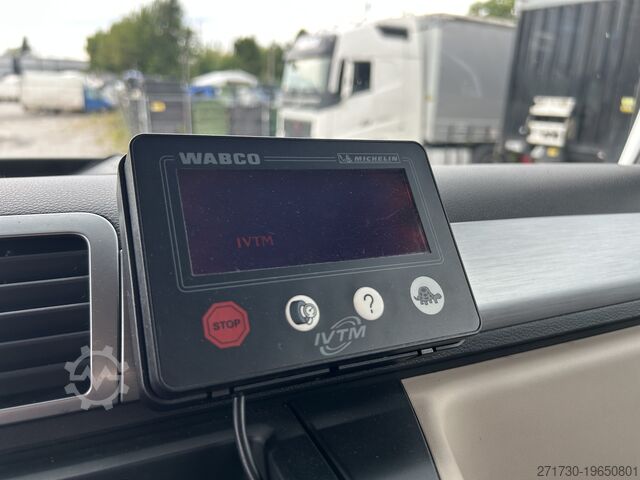 WABCO
MICHELIN
IVTM
STOP
?
IVTM
271730-19650801